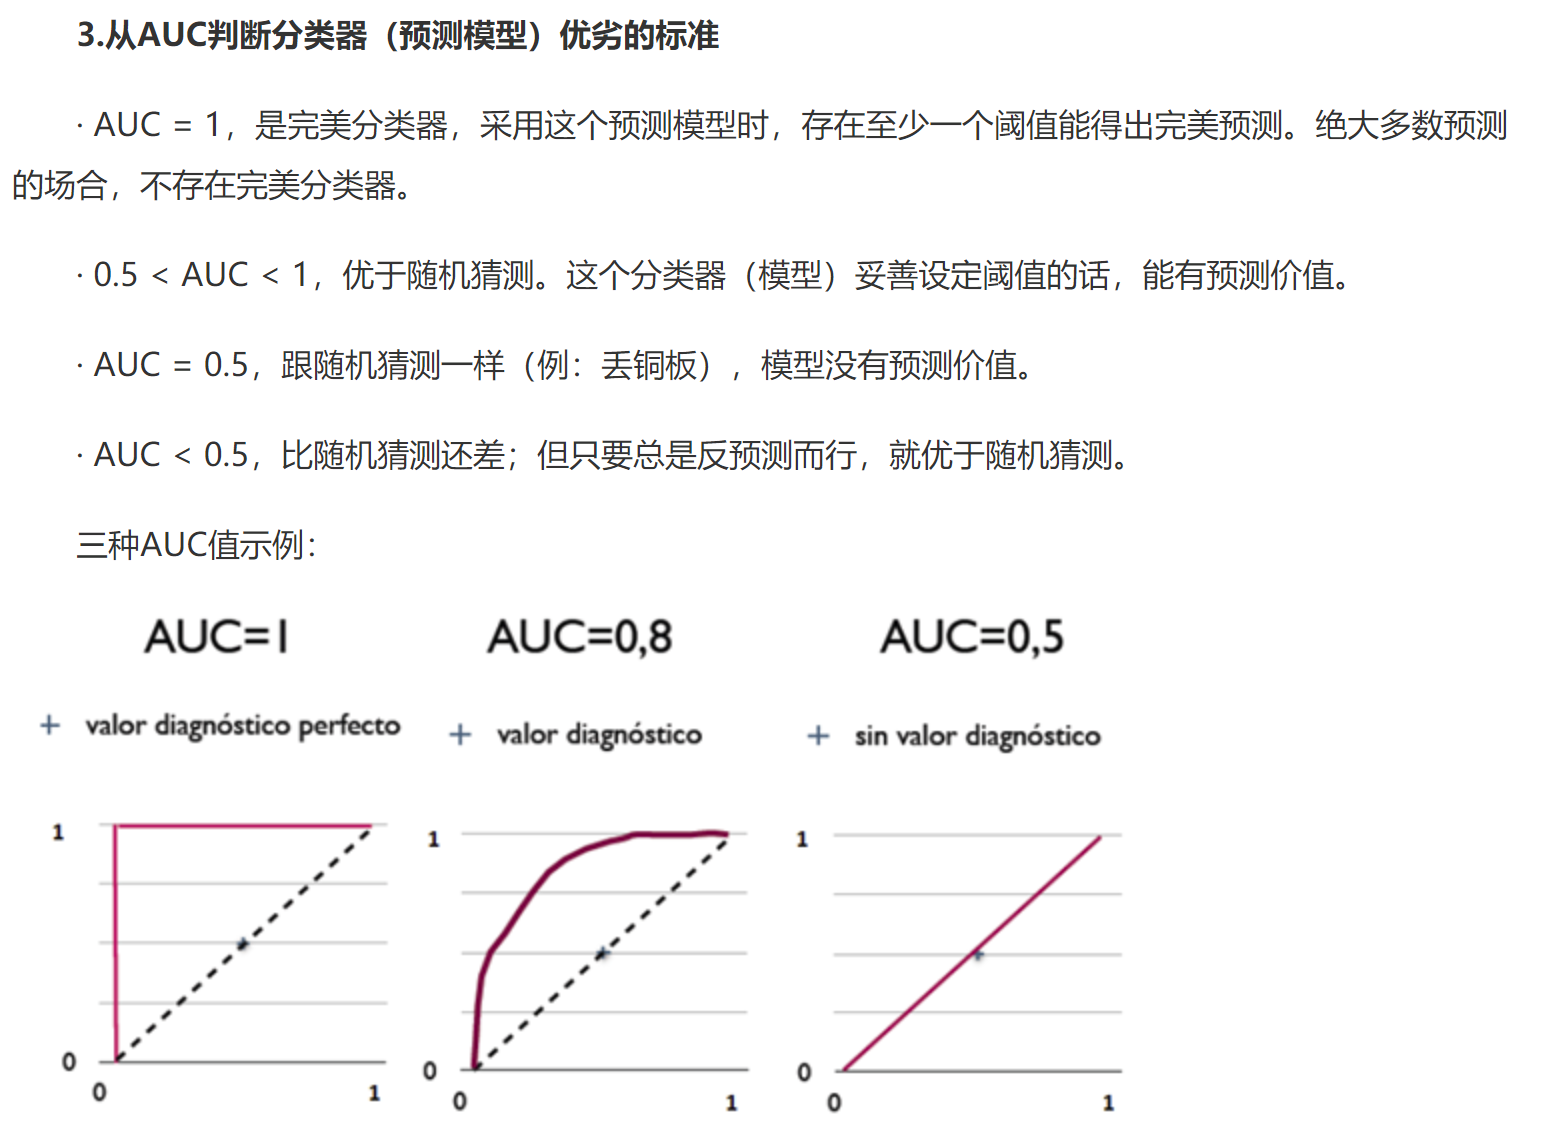 3.从AUC判断分类器（预测模型）优劣的标准
· AUC = 1，是完美分类器，采用这个预测模型时，存在至少一个阈值能得出完美预测。绝大多数预测
的场合，不存在完美分类器。
· 0.5 < AUC < 1，优于随机猜测。这个分类器（模型）妥善设定阈值的话，能有预测价值。
· AUC = 0.5，跟随机猜测一样（例：丢铜板），模型没有预测价值。
· AUC < 0.5，比随机猜测还差；但只要总是反预测而行，就优于随机猜测。
三种AUC值示例：
AUC=1
+ valor diagnóstico perfecto
1
0
0 1
AUC=0,8
+ valor diagnóstico
1
0
0 1
AUC=0,5
+ sin valor diagnóstico
1
0
0 1